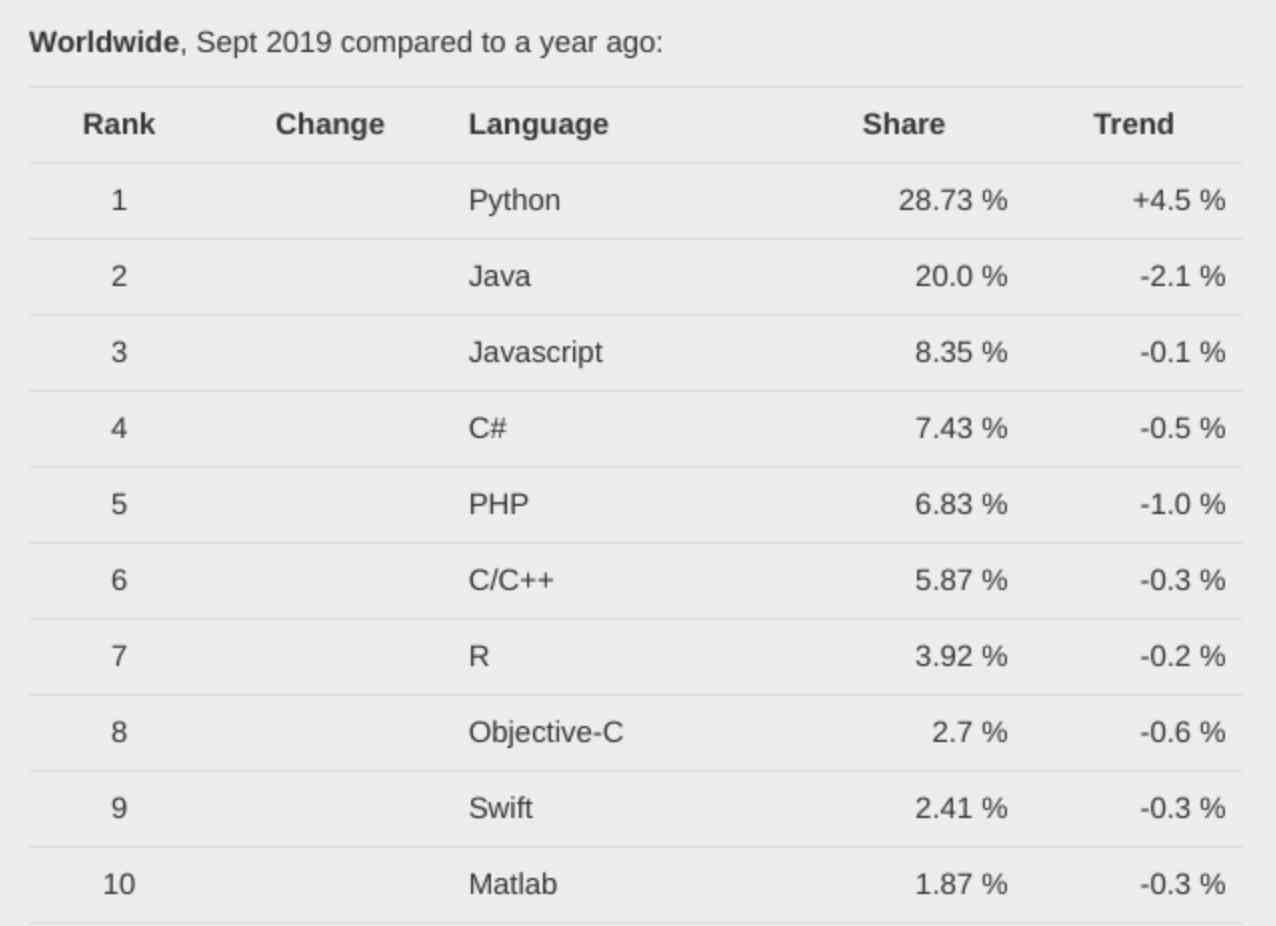 Worldwide, Sept 2019 compared to a year ago:
Rank Change Language Share Trend
1 Python 28.73 % +4.5 %
2 Java 20.0 % -2.1 %
3 Javascript 8.35 % -0.1 %
4 C# 7.43 % -0.5 %
5 PHP 6.83 % -1.0 %
6 C/C++ 5.87 % -0.3 %
7 R 3.92 % -0.2 %
8 Objective-C 2.7 % -0.6 %
9 Swift 2.41 % -0.3 %
10 Matlab 1.87 % -0.3 %